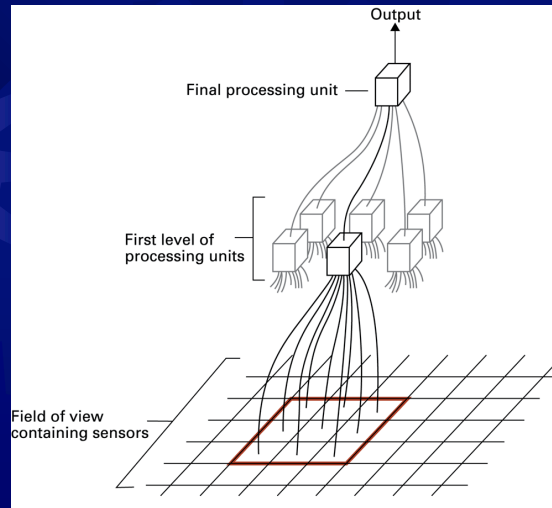 Output
Final processing unit
First level of
processing units
Field of view
containing sensors